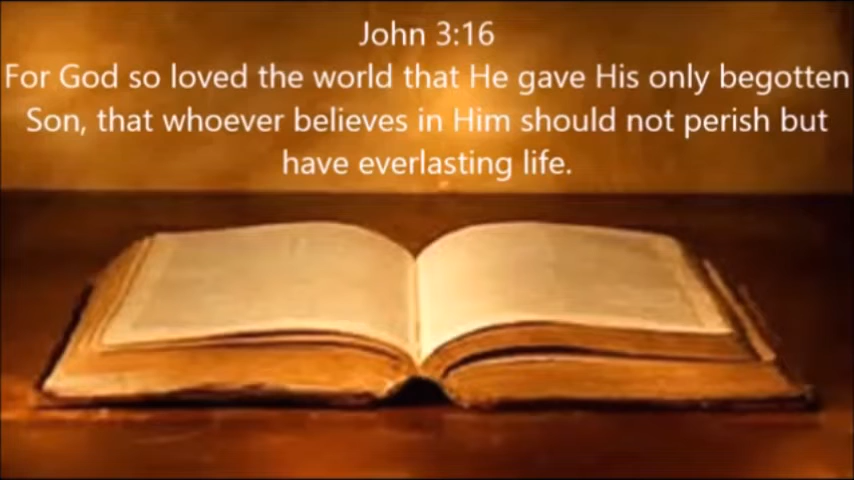 John 3:16
For God so loved the world that He gave His only begotten
Son, that whoever believes in Him should not perish but
have everlasting life.